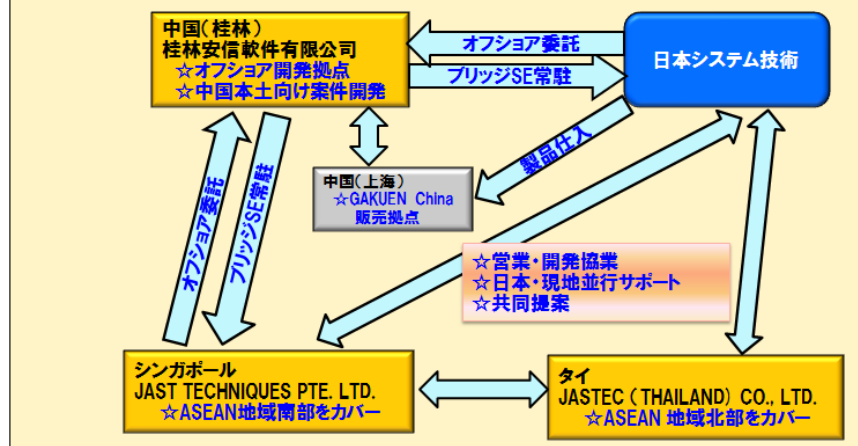 中国(桂林)
桂林安信軟件有限公司
☆オフショア開発拠点
☆中国本土向け案件開発
オフショア委託
ブリッジSE常駐
日本システム技術
製品仕入
中国(上海)
☆GAKUEN China
販売拠点
オフショア委託
ブリッジSE常駐
☆営業・開発協業
☆日本・現地並行サポート
☆共同提案
シンガポール
JAST TECHNIQUES PTE. LTD.
☆ASEAN地域南部をカバー
タイ
JASTEC (THAILAND) CO., LTD.
☆ASEAN 地域北部をカバー